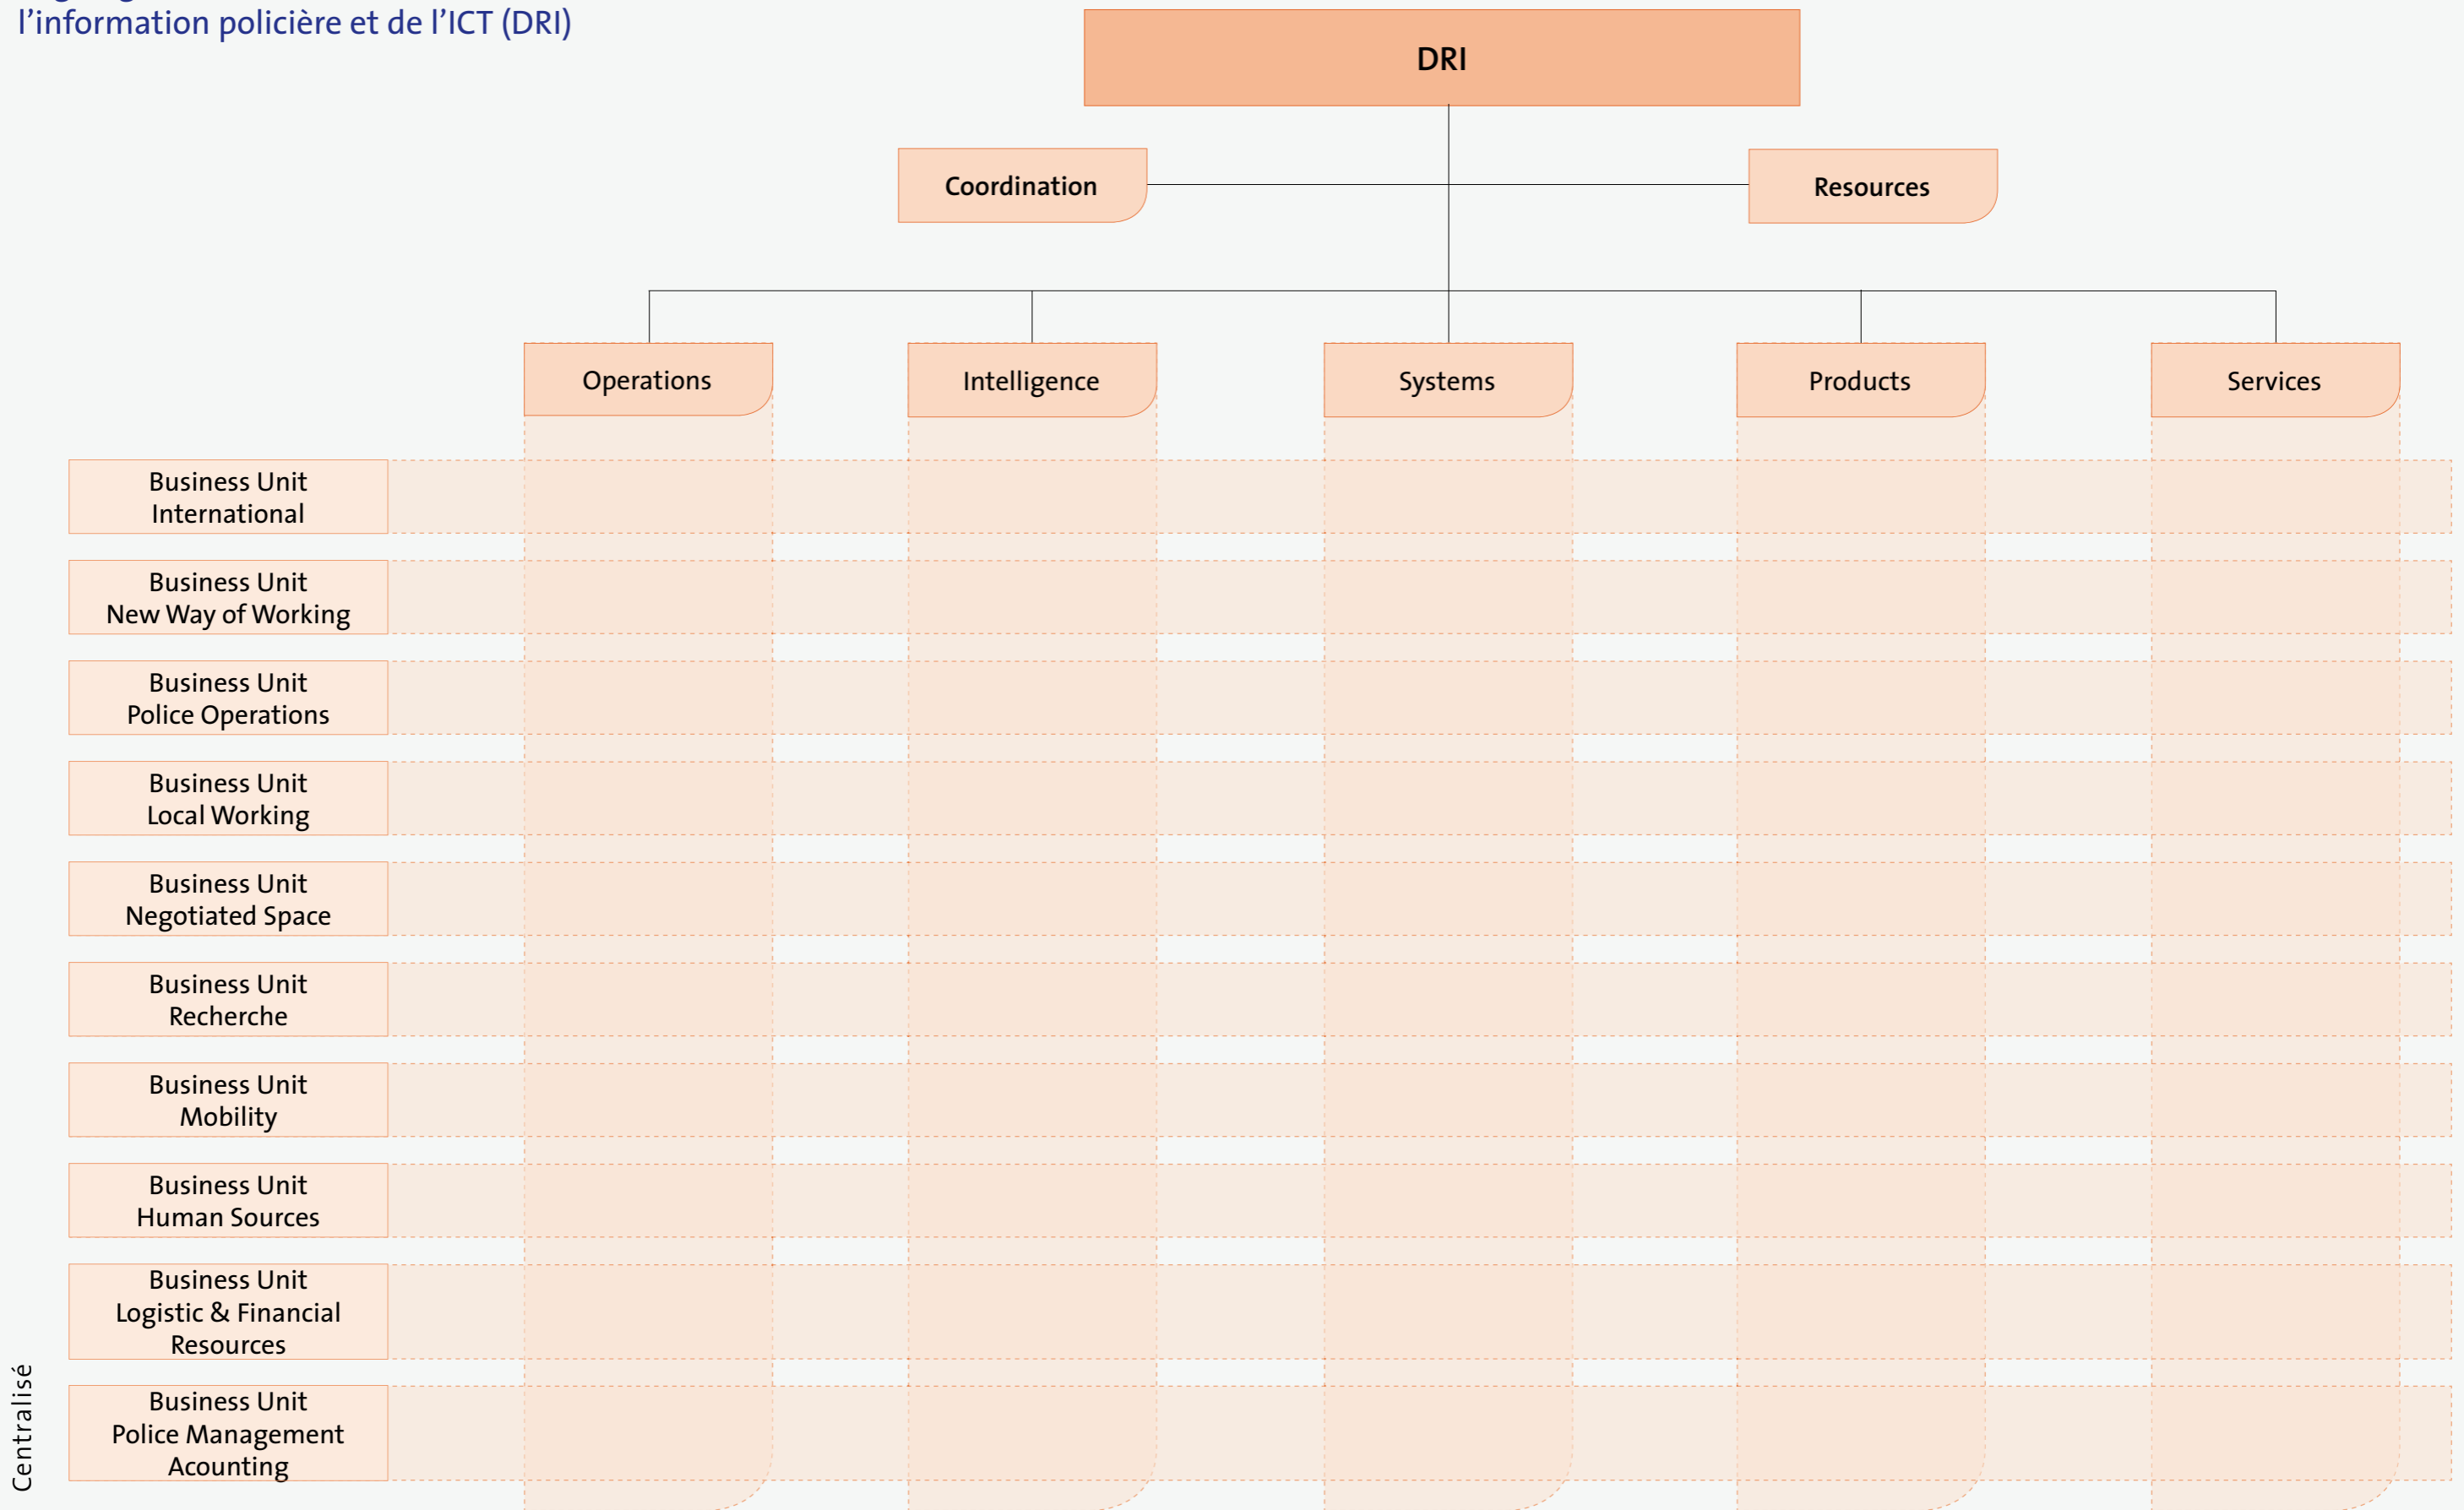 l’information policière et de l’ICT (DRI)
DRI
Coordination
Resources
Operations
Intelligence
Systems
Products
Services
Business Unit
International
Business Unit
New Way of Working
Business Unit
Police Operations
Business Unit
Local Working
Business Unit
Negotiated Space
Business Unit
Recherche
Business Unit
Mobility
Business Unit
Human Sources
Business Unit
Logistic & Financial
Resources
Business Unit
Police Management
Acounting
Centralisé